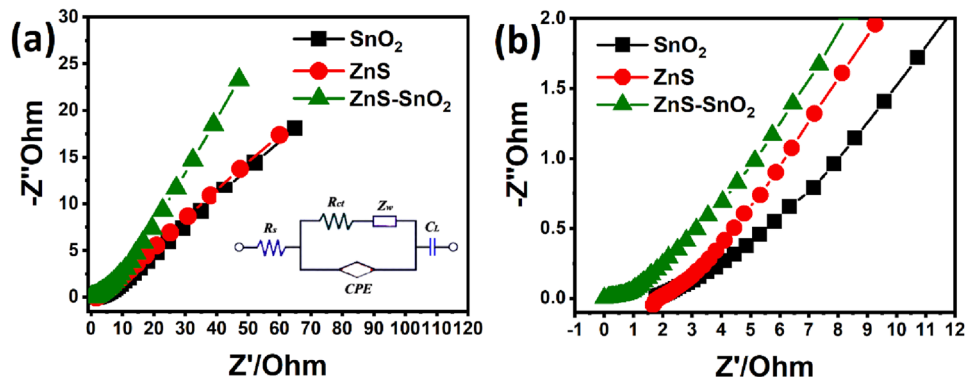 (a)
30
25
20
15
10
5
0
-Z''Ohm
SnO₂
ZnS
ZnS-SnO₂
Rs
Rct
Zw
CL
CPE
0 10 20 30 40 50 60 70 80 90 100 110 120
Z'/Ohm
(b)
2.0
1.5
1.0
0.5
0.0
-Z''Ohm
SnO₂
ZnS
ZnS-SnO₂
-1 0 1 2 3 4 5 6 7 8 9 10 11 12
Z'/Ohm